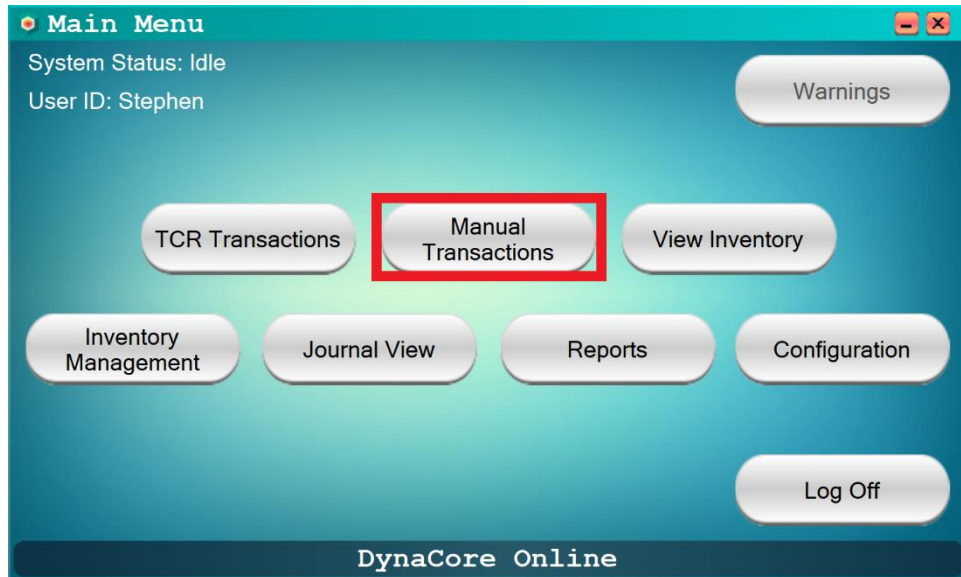 Main Menu
System Status: Idle
User ID: Stephen
Warnings
TCR Transactions
Manual
Transactions
View Inventory
Inventory
Management
Journal View
Reports
Configuration
Log Off
DynaCore Online